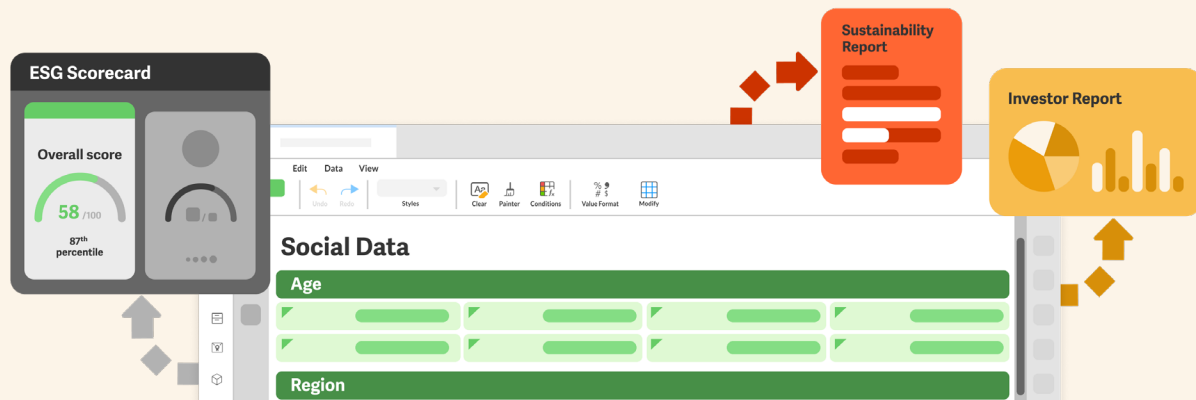 ESG Scorecard
Overall score
58 /100
87th
percentile
Edit Data View
Undo Redo Styles Clear Painter Conditions Value Format Modify
Social Data
Age
Region
Sustainability
Report
Investor Report